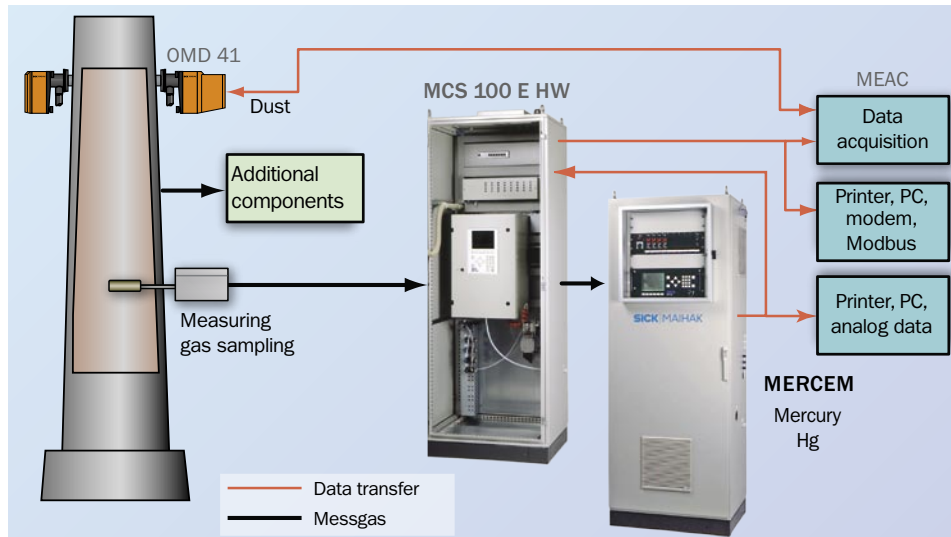 OMD 41
Dust
MCS 100 E HW
MEAC
Data
acquisition
Additional
components
Printer, PC,
modem,
Modbus
Measuring
gas sampling
Printer, PC,
analog data
SICK MAIHAK
MERCEM
Mercury
Hg
Data transfer
Messgas